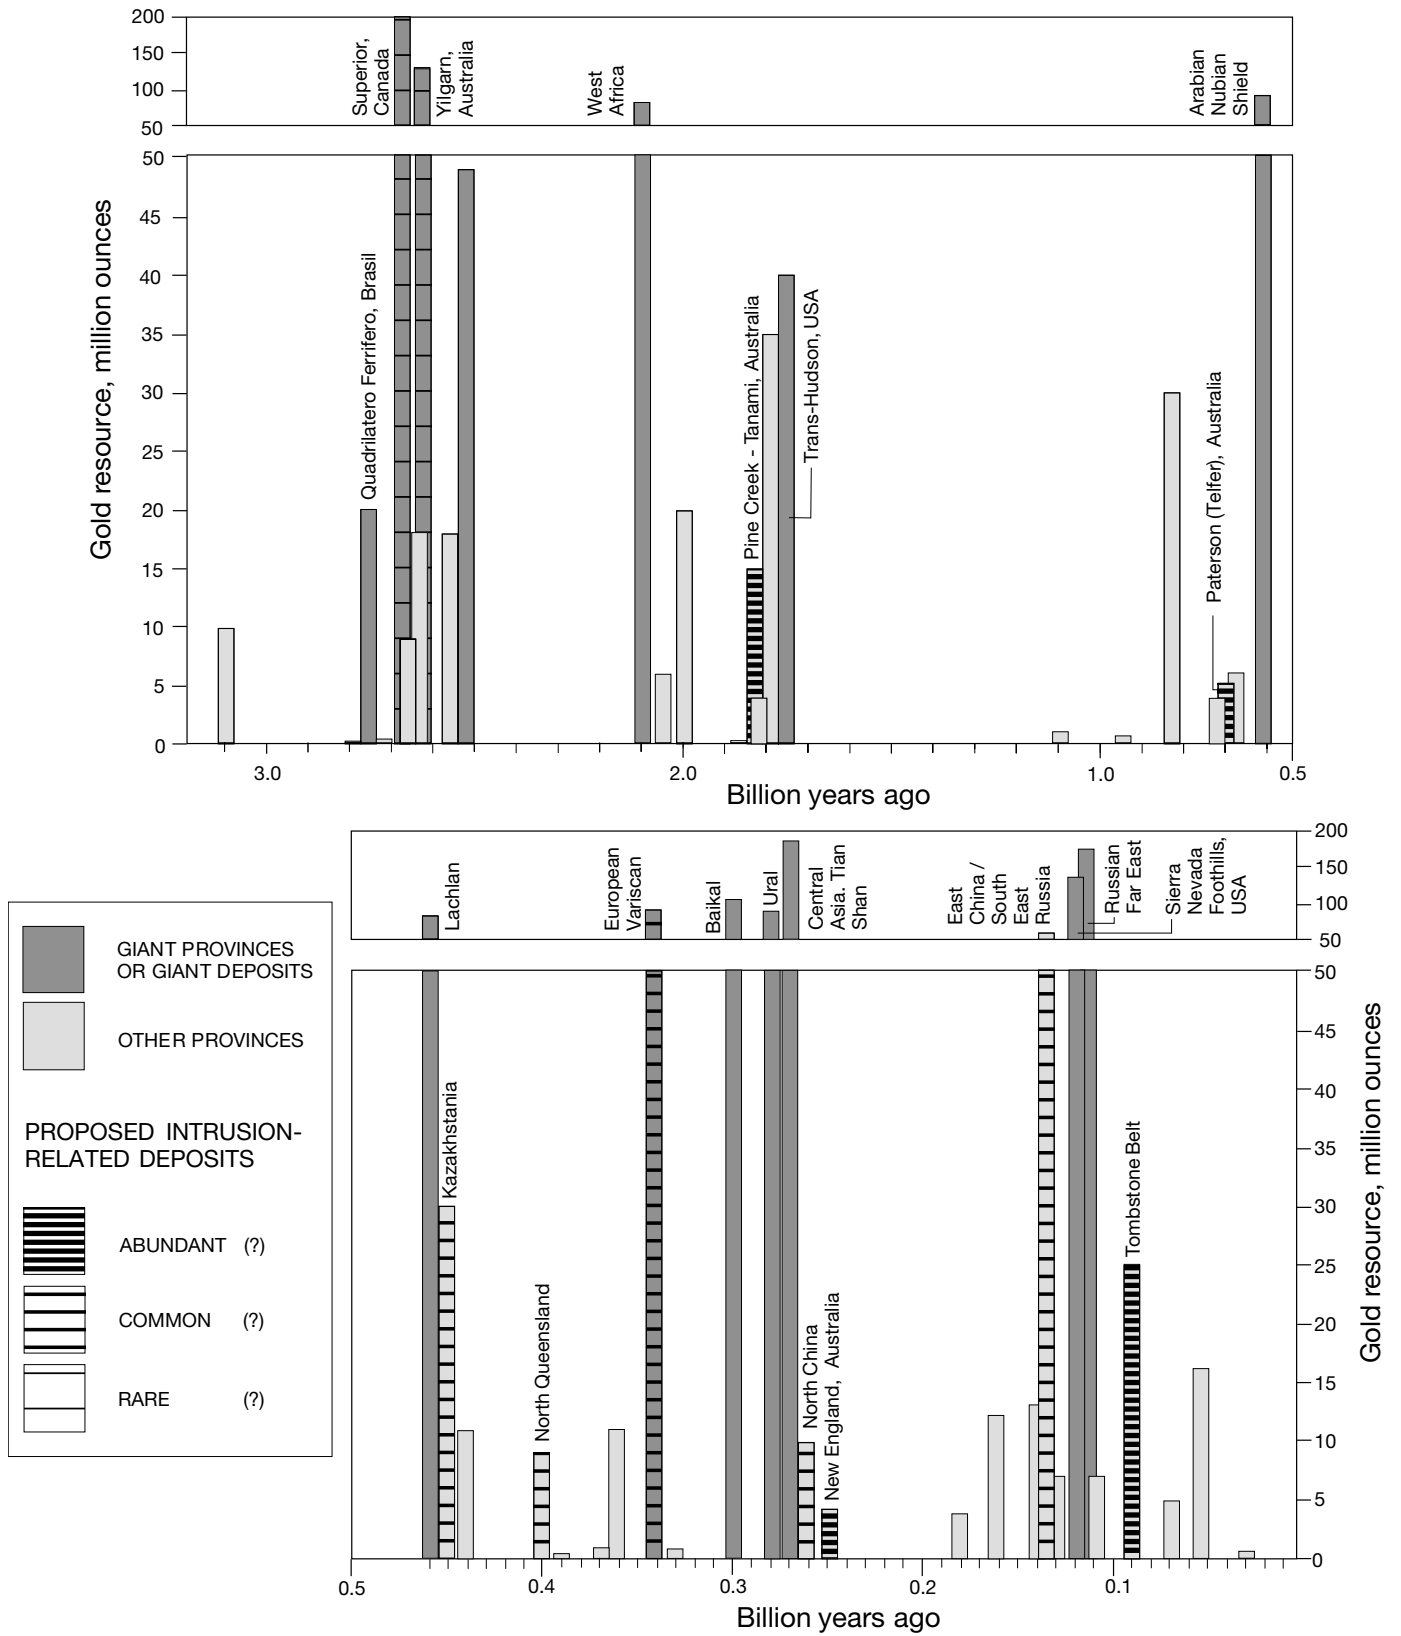 200
150
100
50
Superior,
Canada
Yilgarn,
Australia
West
Africa
Arabian
Nubian
Shield
50
45
40
35
30
25
20
15
10
5
0
Gold resource, million ounces
Quadrilatero Ferrifero, Brasil
Pine Creek - Tanami, Australia
Trans-Hudson, USA
Paterson (Telfer), Australia
3.0
2.0
1.0
0.5
Billion years ago
200
150
100
50
Lachlan
European
Variscan
Baikal
Ural
Central
Asia. Tian
Shan
East
China /
South
East
Russia
Russian
Far East
Sierra
Nevada
Foothills,
USA
50
45
40
35
30
25
20
15
10
5
0
Gold resource, million ounces
Kazakhstania
North Queensland
North China
New England, Australia
Tombstone Belt
0.5
0.4
0.3
0.2
0.1
Billion years ago
GIANT PROVINCES
OR GIANT DEPOSITS
OTHER PROVINCES
PROPOSED INTRUSION-
RELATED DEPOSITS
ABUNDANT (?)
COMMON (?)
RARE (?)